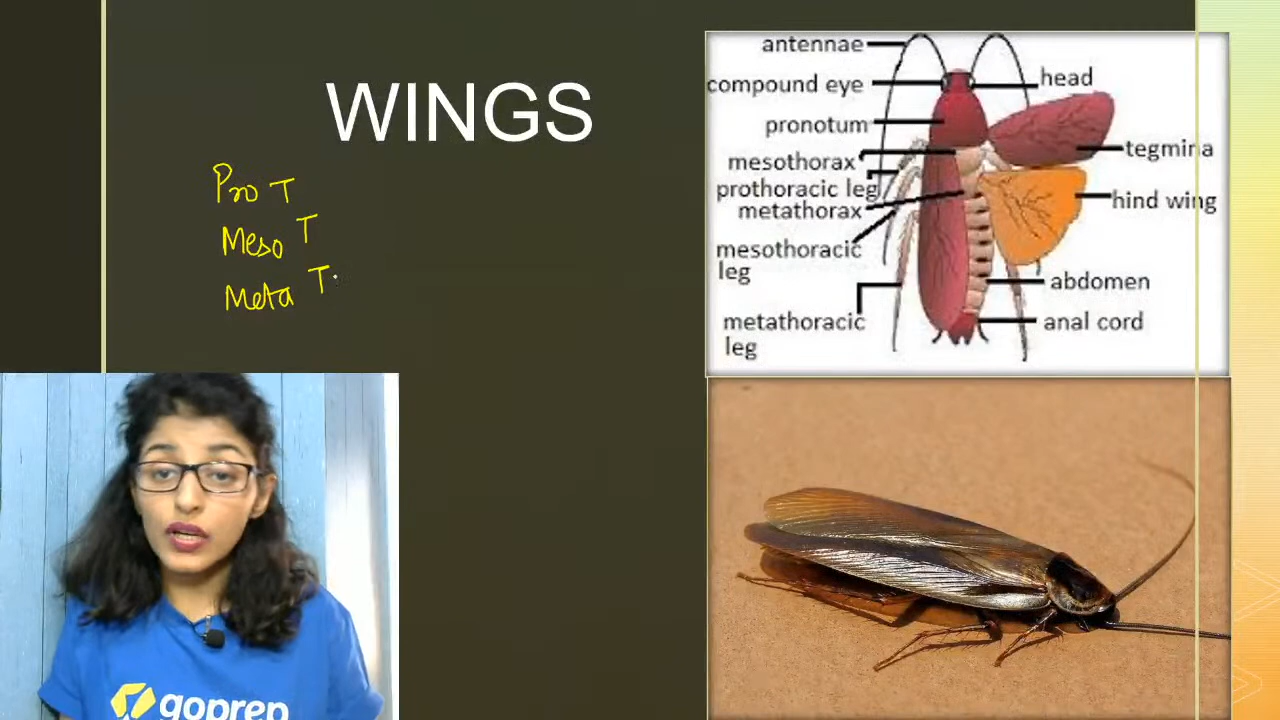 WINGS
Pro T
Meso T
Meta T
antennae
compound eye
head
pronotum
tegmina
mesothorax
prothoracic leg
hind wing
metathorax
mesothoracic
leg
abdomen
metathoracic
leg
anal cord
goprep